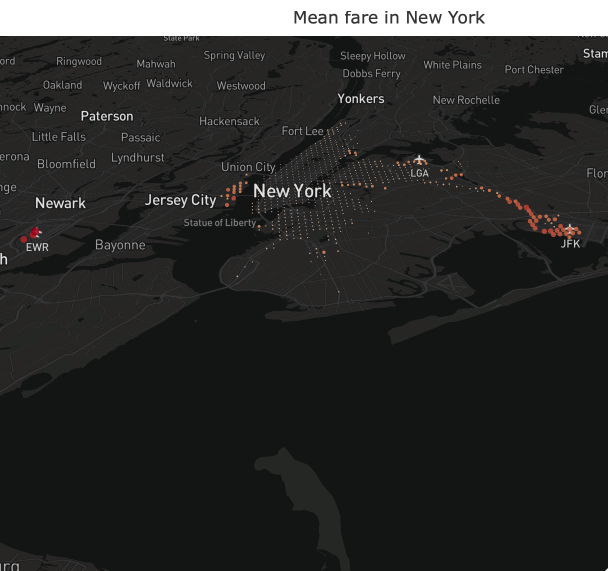 Mean fare in New York
State Park
Ringwood
Mahwah
Spring Valley
Sleepy Hollow
White Plains
Port Chester
Stam
ord
Oakland
Wyckoff
Waldwick
Westwood
Dobbs Ferry
nnock
Wayne
Yonkers
New Rochelle
Paterson
Hackensack
Fort Lee
Glen
Little Falls
Passaic
erona
Bloomfield
Lyndhurst
Union City
LGA
Flor
nge
Newark
Jersey City
New York
Statue of Liberty
EWR
Bayonne
JFK
h
urg